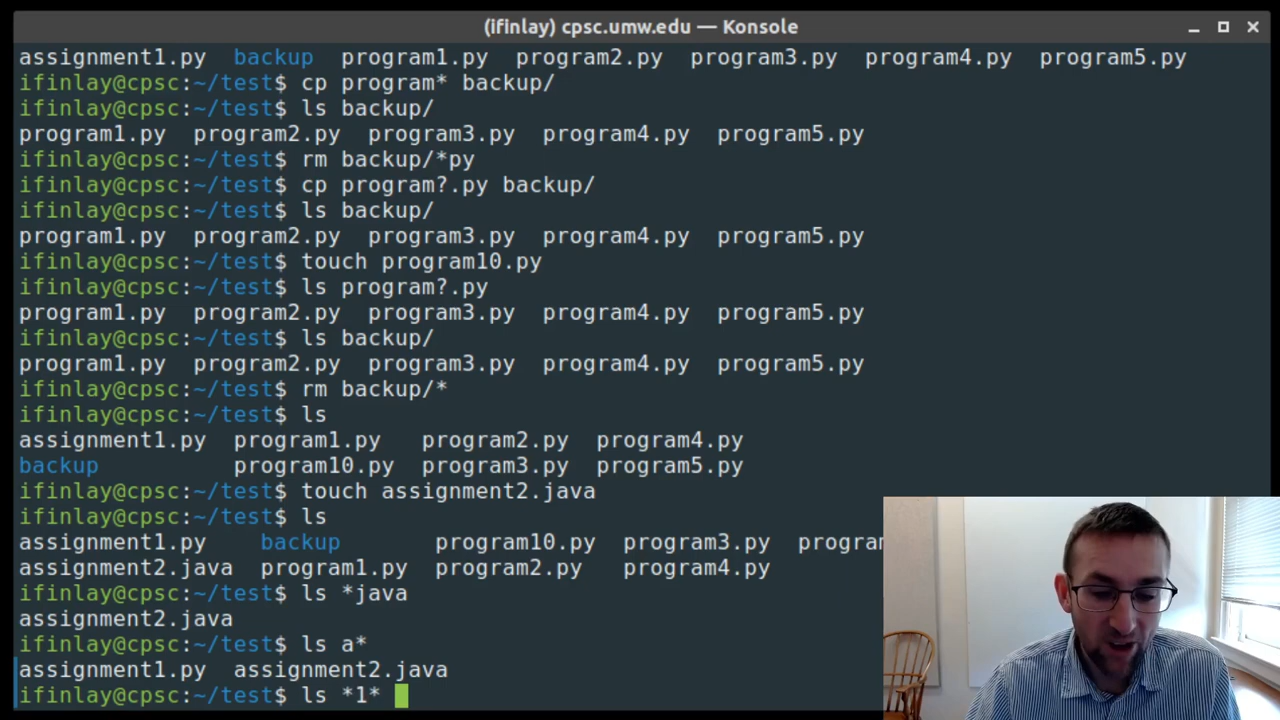 (ifinlay) cpsc.umw.edu — Konsole
assignment1.py backup program1.py program2.py program3.py program4.py program5.py
ifinlay@cpsc:~/test$ cp program* backup/
ifinlay@cpsc:~/test$ ls backup/
program1.py program2.py program3.py program4.py program5.py
ifinlay@cpsc:~/test$ rm backup/*py
ifinlay@cpsc:~/test$ cp program?.py backup/
ifinlay@cpsc:~/test$ ls backup/
program1.py program2.py program3.py program4.py program5.py
ifinlay@cpsc:~/test$ touch program10.py
ifinlay@cpsc:~/test$ ls program?.py
program1.py program2.py program3.py program4.py program5.py
ifinlay@cpsc:~/test$ ls backup/
program1.py program2.py program3.py program4.py program5.py
ifinlay@cpsc:~/test$ rm backup/*
ifinlay@cpsc:~/test$ ls
assignment1.py program1.py program2.py program4.py
backup program10.py program3.py program5.py
ifinlay@cpsc:~/test$ touch assignment2.java
ifinlay@cpsc:~/test$ ls
assignment1.py backup program10.py program3.py
assignment2.java program1.py program2.py program4.py
ifinlay@cpsc:~/test$ ls *java
assignment2.java
ifinlay@cpsc:~/test$ ls a*
assignment1.py assignment2.java
ifinlay@cpsc:~/test$ ls *1*